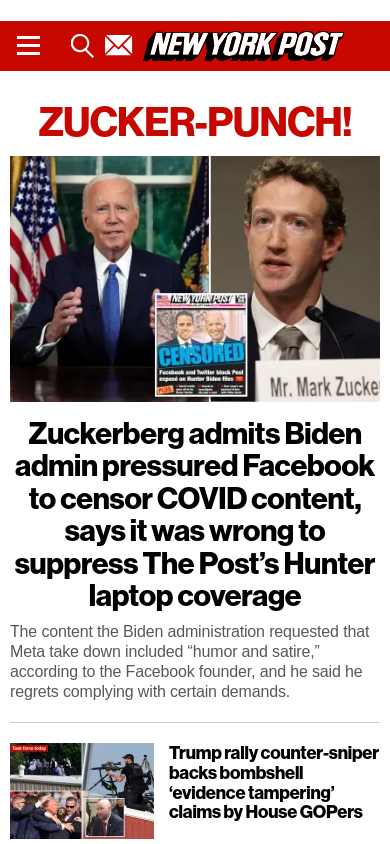 NEW YORK POST
ZUCKER-PUNCH!
NEW YORK POST
CENSORED
Facebook and Twitter block Post
exposé on Hunter Biden files
PLUS
Mr. Mark Zucke
Zuckerberg admits Biden
admin pressured Facebook
to censor COVID content,
says it was wrong to
suppress The Post’s Hunter
laptop coverage
The content the Biden administration requested that
Meta take down included “humor and satire,”
according to the Facebook founder, and he said he
regrets complying with certain demands.
Task force today
Trump rally counter-sniper
backs bombshell
‘evidence tampering’
claims by House GOPers